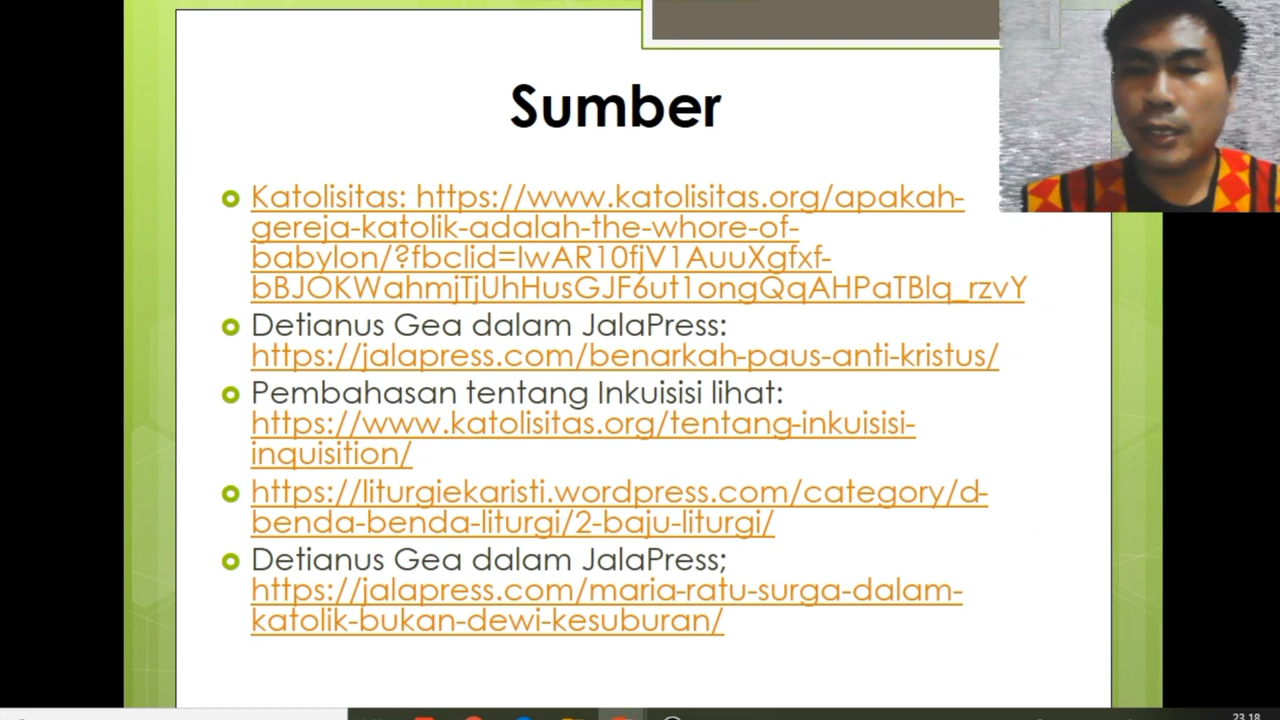 Sumber
Katolisitas: https://www.katolisitas.org/apakah-
gereja-katolik-adalah-the-whore-of-
babylon/?fbclid=IwAR10fjV1AuuXgfxf-
bBJOKWahmjTjUhHusGJF6ut1ongQqAHPaTBlq_rzvY
Detianus Gea dalam JalaPress:
https://jalapress.com/benarkah-paus-anti-kristus/
Pembahasan tentang Inkuisisi lihat:
https://www.katolisitas.org/tentang-inkuisisi-
inquisition/
https://liturgiekaristi.wordpress.com/category/d-
benda-benda-liturgi/2-baju-liturgi/
Detianus Gea dalam JalaPress;
https://jalapress.com/maria-ratu-surga-dalam-
katolik-bukan-dewi-kesuburan/
23.18